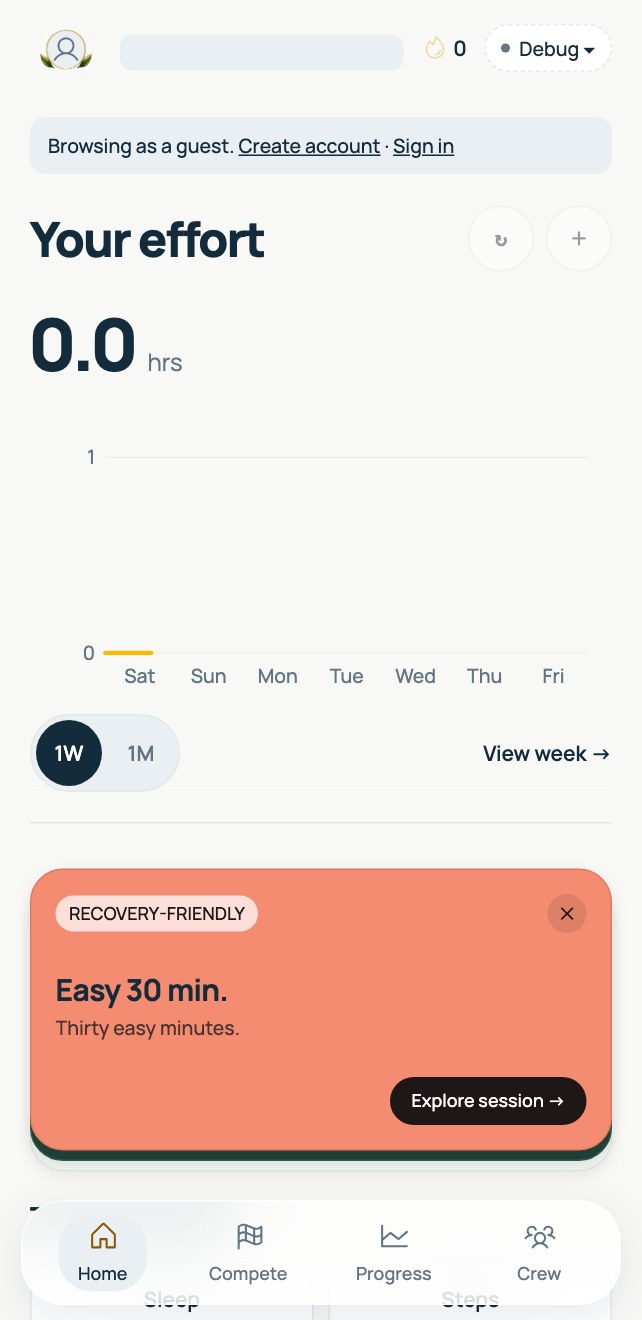 0
Debug
Browsing as a guest. Create account · Sign in
Your effort
↻ +
0.0 hrs
1
0
Sat Sun Mon Tue Wed Thu Fri
1W 1M
View week →
RECOVERY-FRIENDLY
Easy 30 min.
Thirty easy minutes.
Explore session →
Home Compete Progress Crew
Sleep Steps